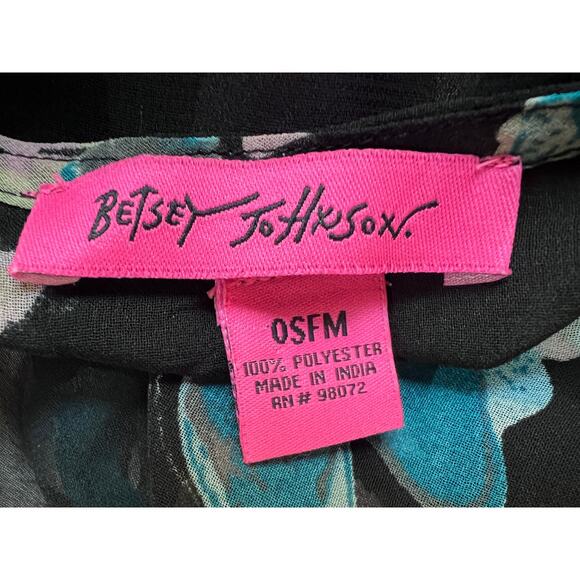 BETSEY JOHNSON.
OSFM
100% POLYESTER
MADE IN INDIA
RN# 98072